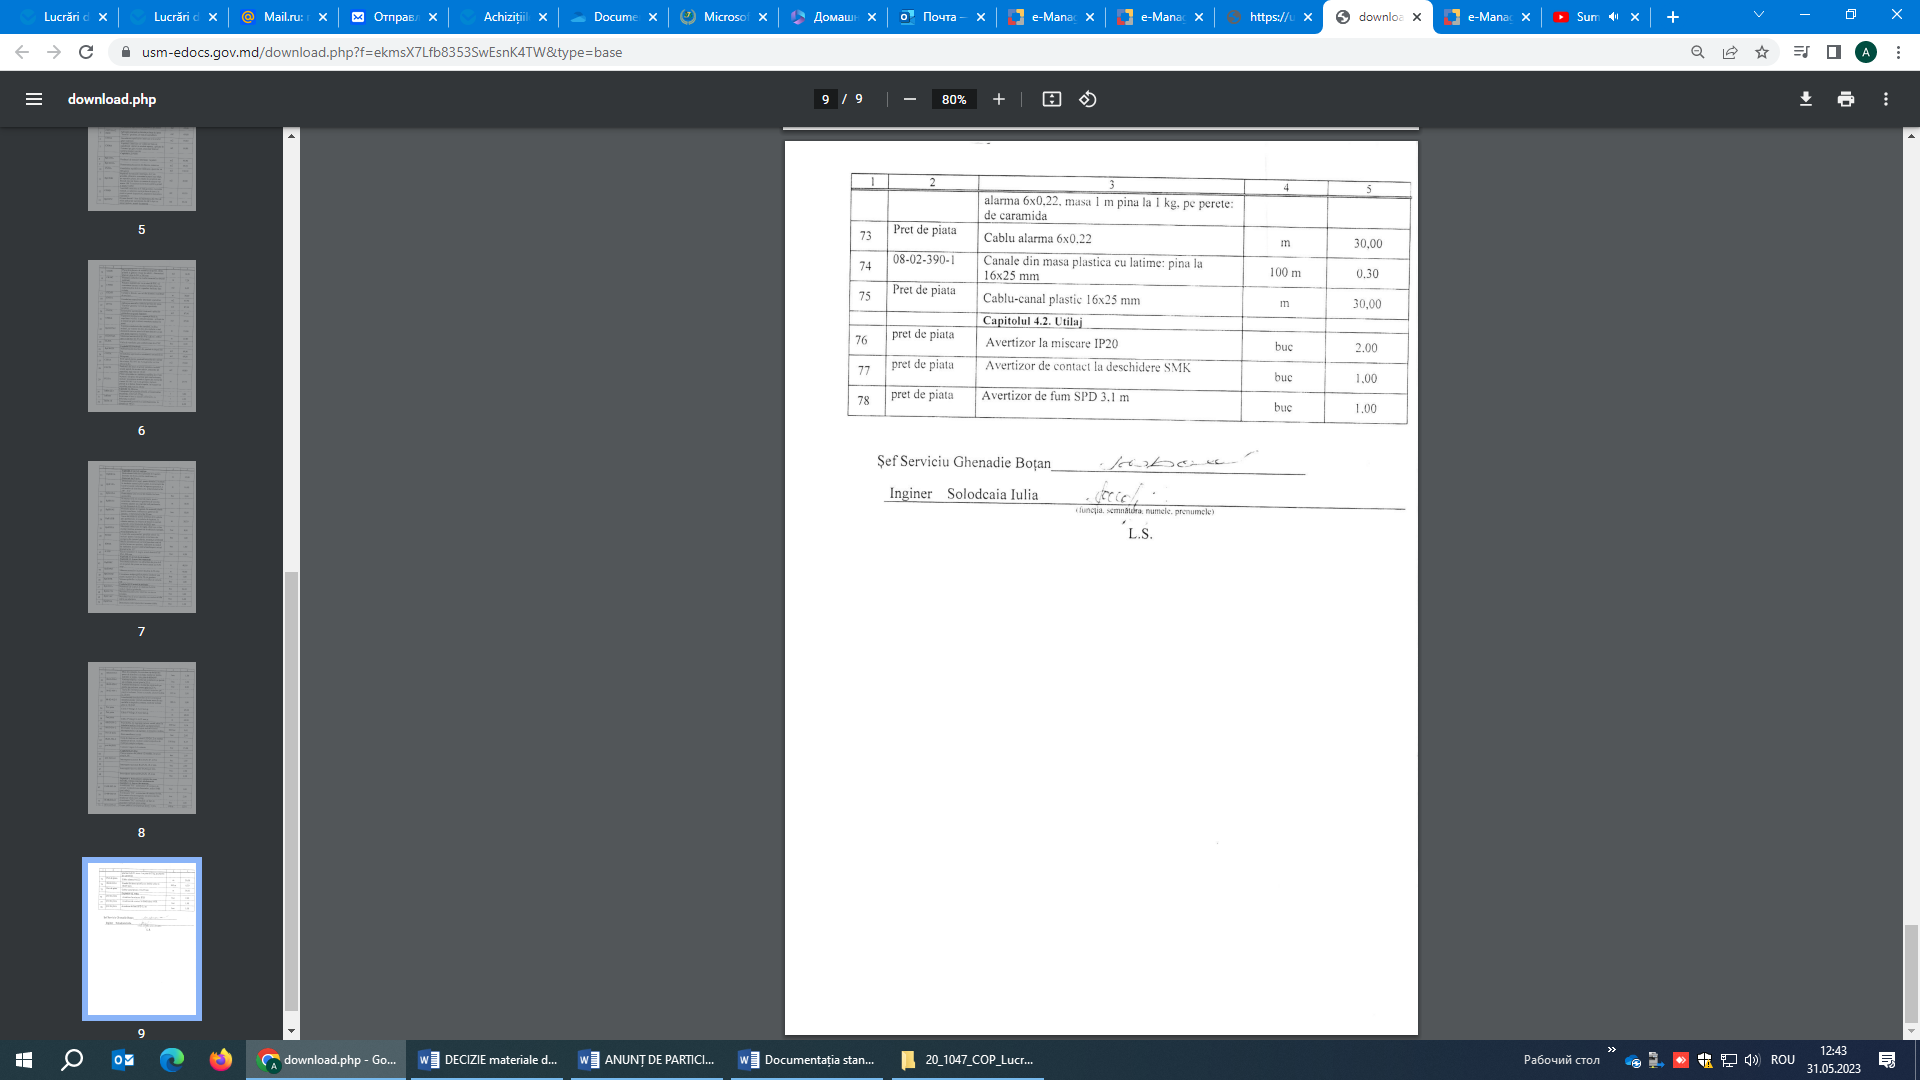 Lucrări d
Lucrări d
Mail.ru:
Отправл
Achiziții
Docume
Microsof
Домашн
Почта –
e-Manag
e-Manag
https://u
downloa
e-Manag
Sum
usm-edocs.gov.md/download.php?f=ekmsX7Lfb8353SwEsnK4TW&type=base
A
download.php
9 / 9
80%
5
6
7
8
9
1 2 3 4 5
alarma 6x0,22, masa 1 m pina la 1 kg, pe perete:
de caramida
73 Pret de piata Cablu alarma 6x0,22 m 30,00
74 08-02-390-1 Canale din masa plastica cu latime: pina la
16x25 mm 100 m 0,30
75 Pret de piata Cablu-canal plastic 16x25 mm m 30,00
Capitolul 4.2. Utilaj
76 pret de piata Avertizor la miscare IP20 buc 2.00
77 pret de piata Avertizor de contact la deschidere SMK buc 1,00
78 pret de piata Avertizor de fum SPD 3.1 m buc 1.00
Șef Serviciu Ghenadie Boțan
Inginer Solodcaia Iulia
(funcția, semnătura, numele, prenumele)
L.S.
download.php - Go...
DECIZIE materiale d...
ANUNȚ DE PARTICI...
Documentația stan...
20_1047_COP_Lucr...
Рабочий стол
ROU
12:43
31.05.2023